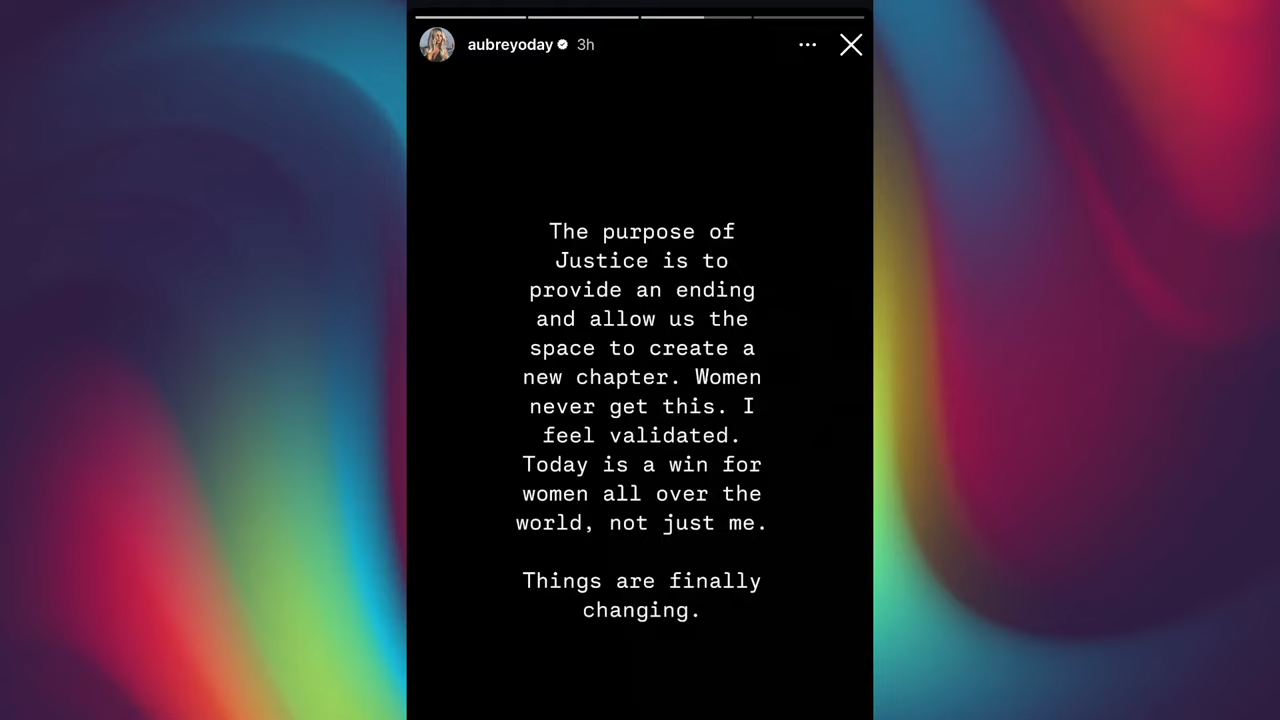 aubreyoday 3h
The purpose of
Justice is to
provide an ending
and allow us the
space to create a
new chapter. Women
never get this. I
feel validated.
Today is a win for
women all over the
world, not just me.
Things are finally
changing.